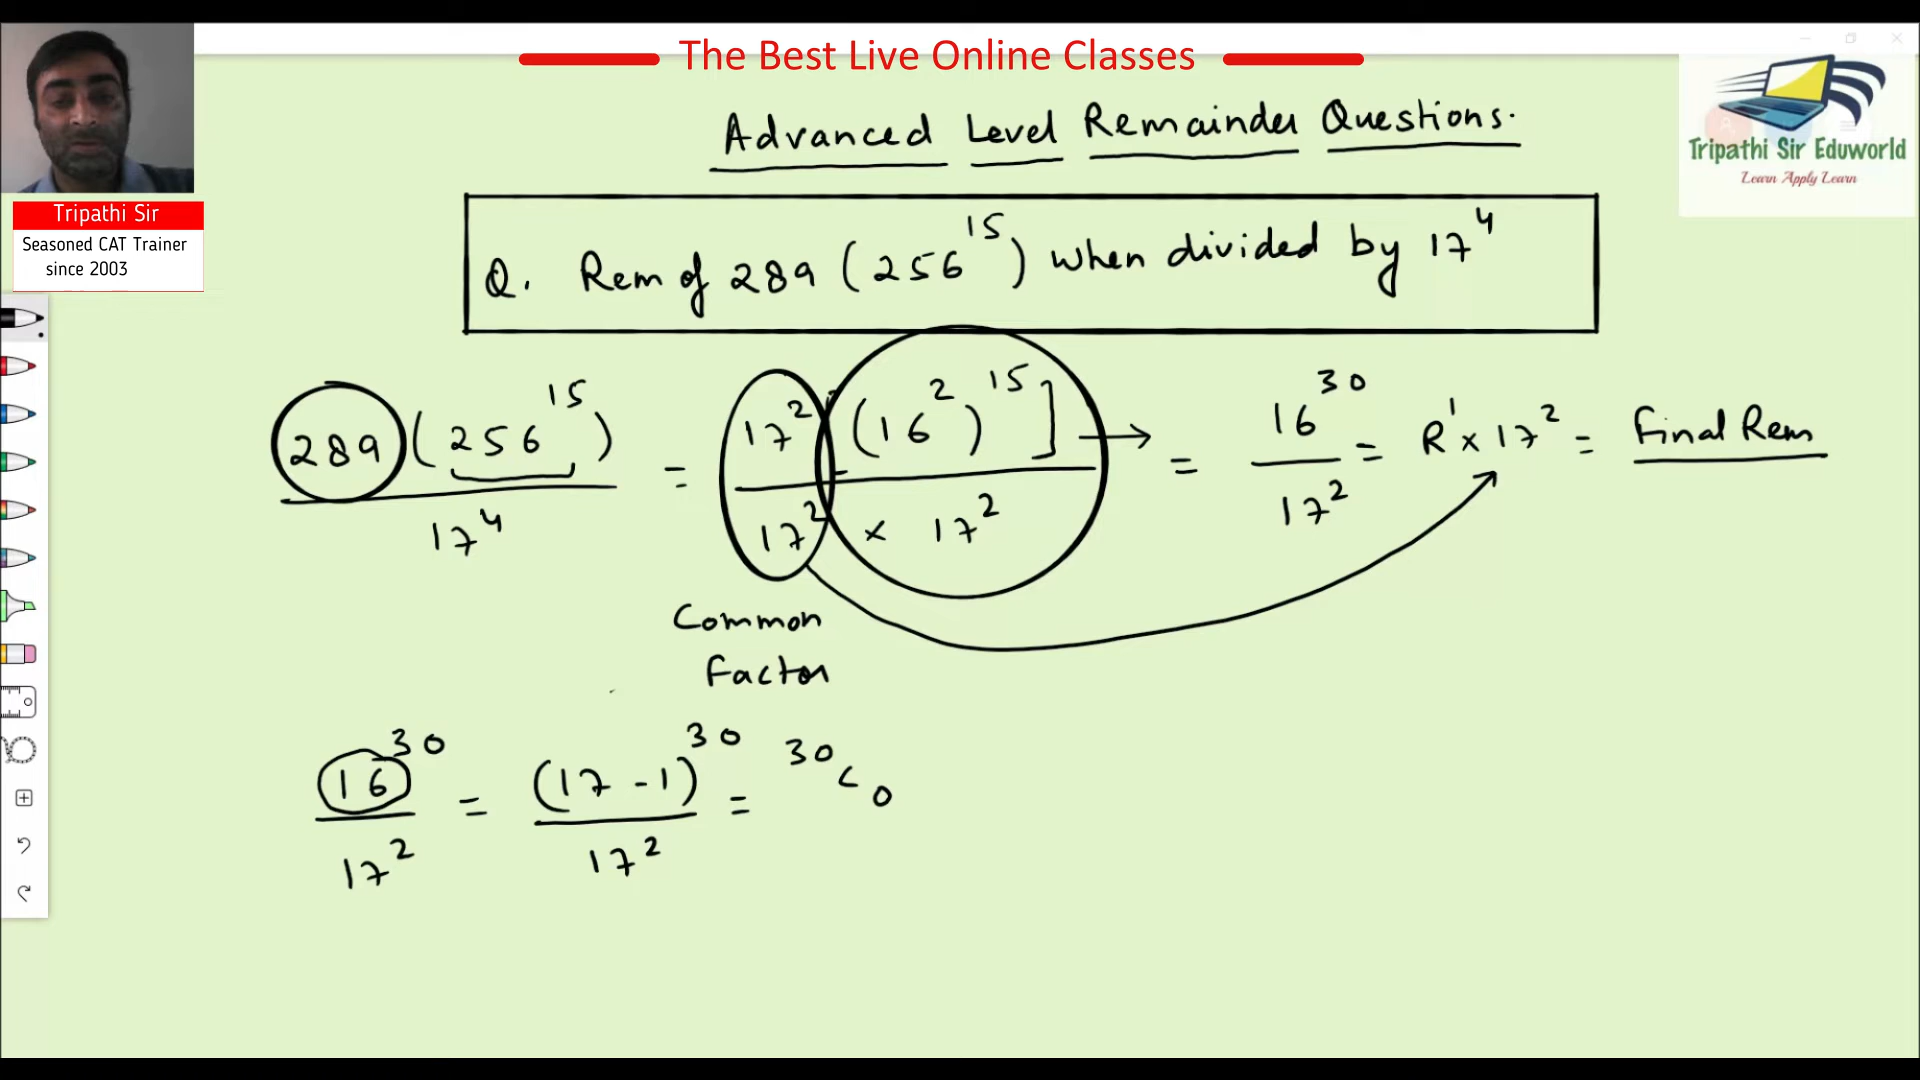 The Best Live Online Classes
Advanced Level Remainder Questions.
Tripathi Sir Eduworld
Learn Apply Learn
Tripathi Sir
Seasoned CAT Trainer
since 2003
Q. Rem of 289 (256^15) when divided by 17^4
289 (256^15) / 17^4 = 17^2 [(16^2)^15] / 17^2 × 17^2 → = 16^30 / 17^2 = R^1 × 17^2 = Final Rem
Common
Factor
16^30 / 17^2 = (17 - 1)^30 / 17^2 = 30 C 0